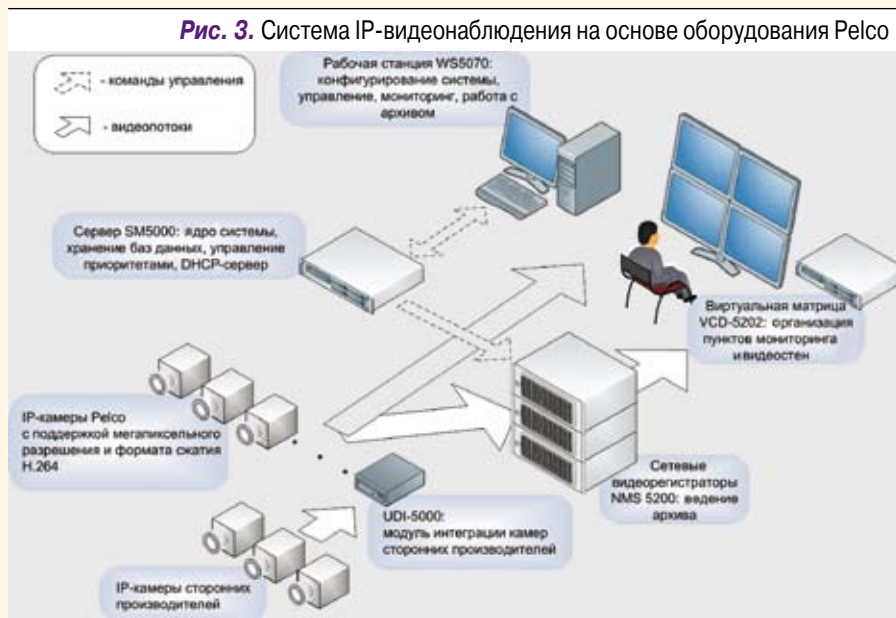 Рис. 3. Система IP-видеонаблюдения на основе оборудования Pelco
- команды управления
- видеопотоки
Рабочая станция WS5070:
конфигурирование системы,
управление, мониторинг, работа с
архивом
Сервер SM5000: ядро системы,
хранение баз данных, управление
приоритетами, DHCP-сервер
Виртуальная матрица
VCD-5202: организация
пунктов мониторинга
и видеостен
IP-камеры Pelco
с поддержкой мегапиксельного
разрешения и формата сжатия
H.264
UDI-5000:
модуль интеграции камер
сторонних производителей
Сетевые
видеорегистраторы
NMS 5200: ведение
архива
IP-камеры сторонних
производителей